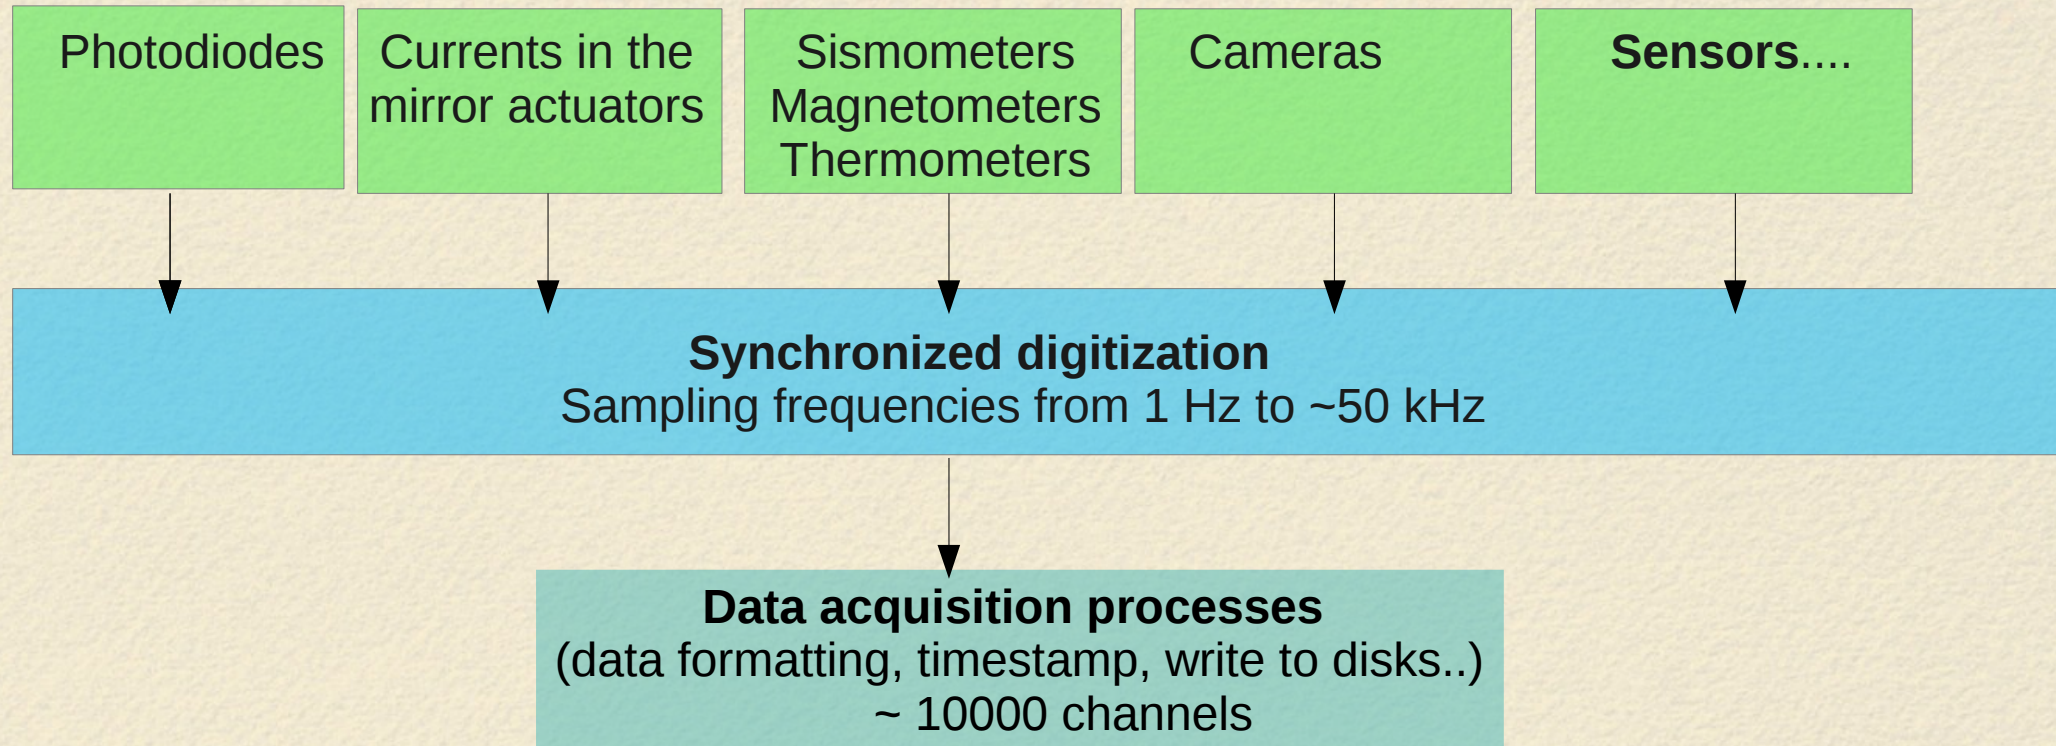 Photodiodes
Currents in the
mirror actuators
Sismometers
Magnetometers
Thermometers
Cameras
Sensors....
Synchronized digitization
Sampling frequencies from 1 Hz to ~50 kHz
Data acquisition processes
(data formatting, timestamp, write to disks..)
~ 10000 channels